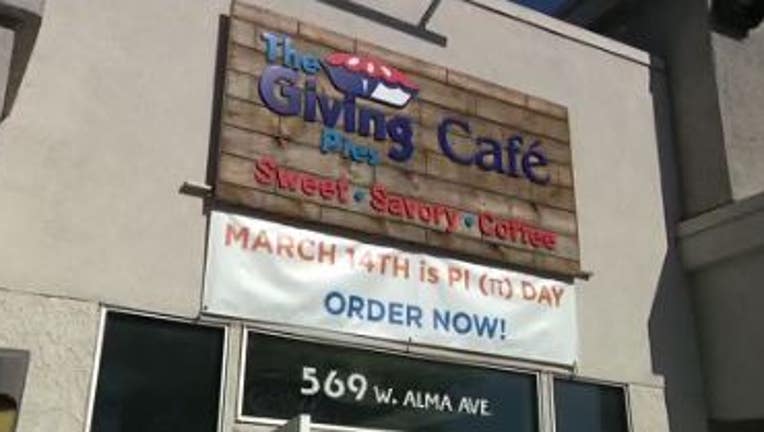 The
Giving
Pies
Café
Sweet • Savory • Coffee
MARCH 14TH is PI (π) DAY
ORDER NOW!
569 W. ALMA AVE